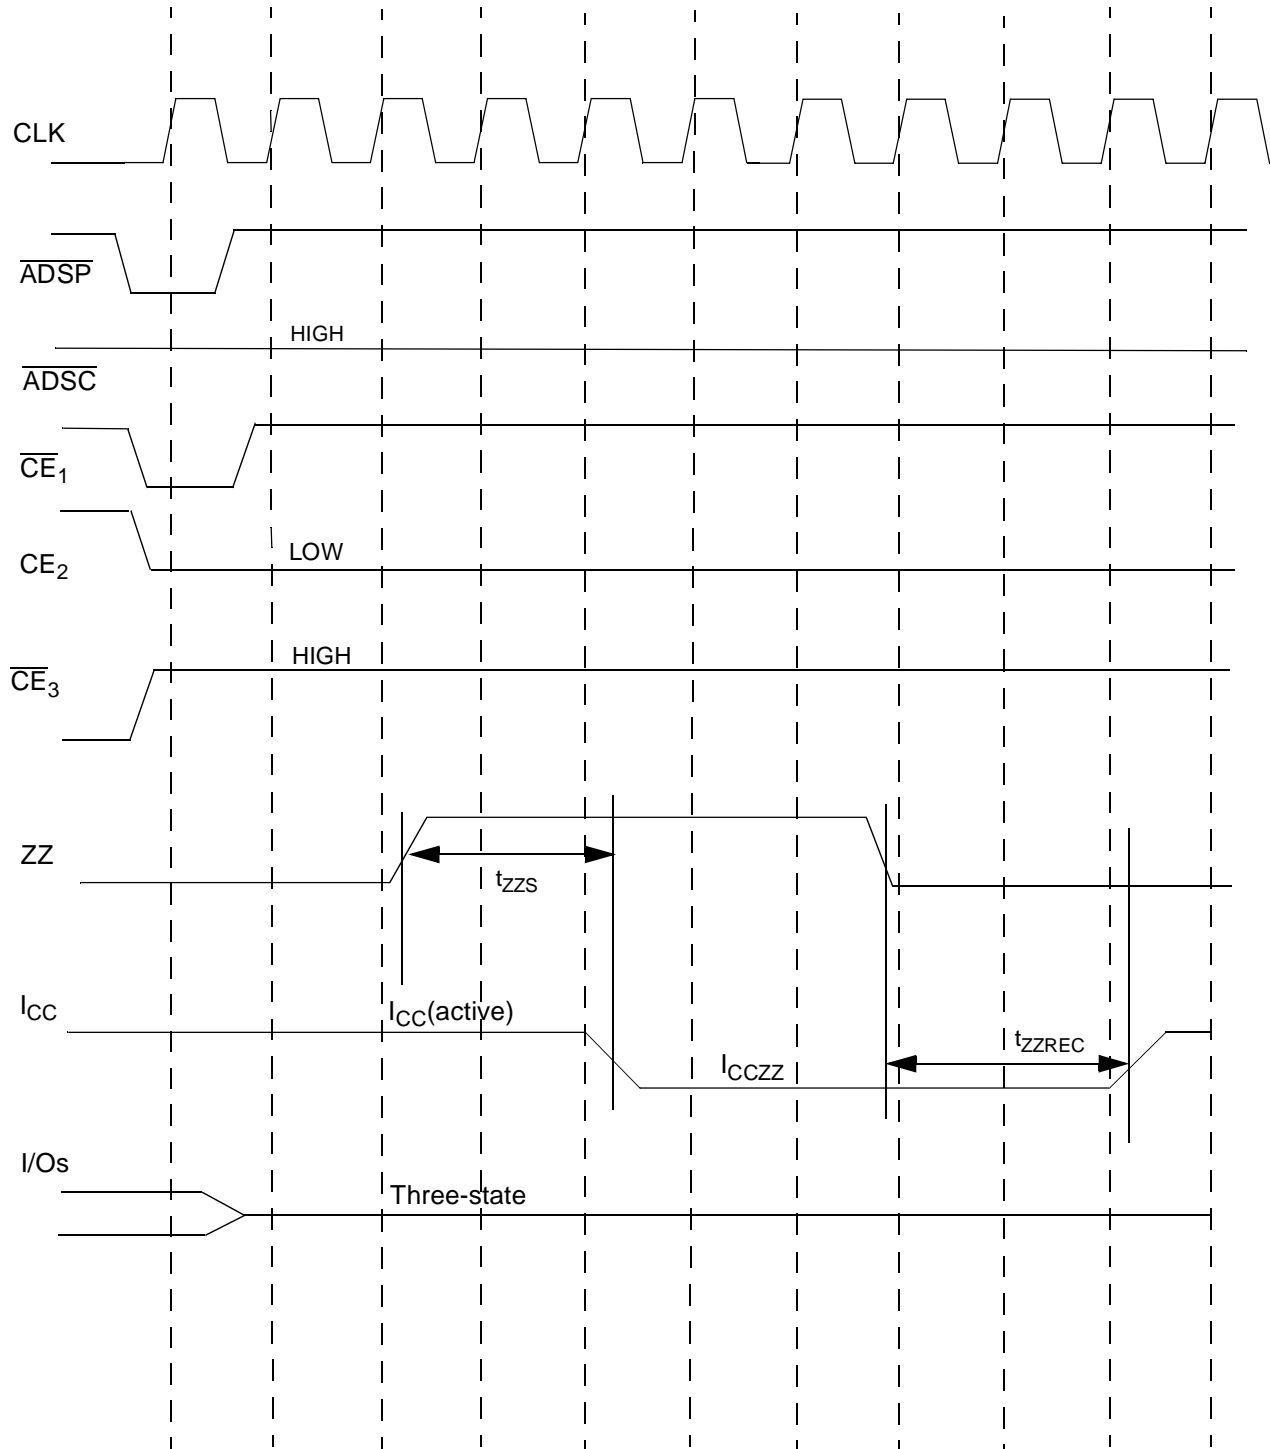 CLK
ADSP
HIGH
ADSC
CE1
LOW
CE2
HIGH
CE3
ZZ
tZZS
ICC
ICC(active)
tZZREC
ICCZZ
I/Os
Three-state